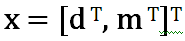 x = [d ᵀ, m ᵀ]ᵀ